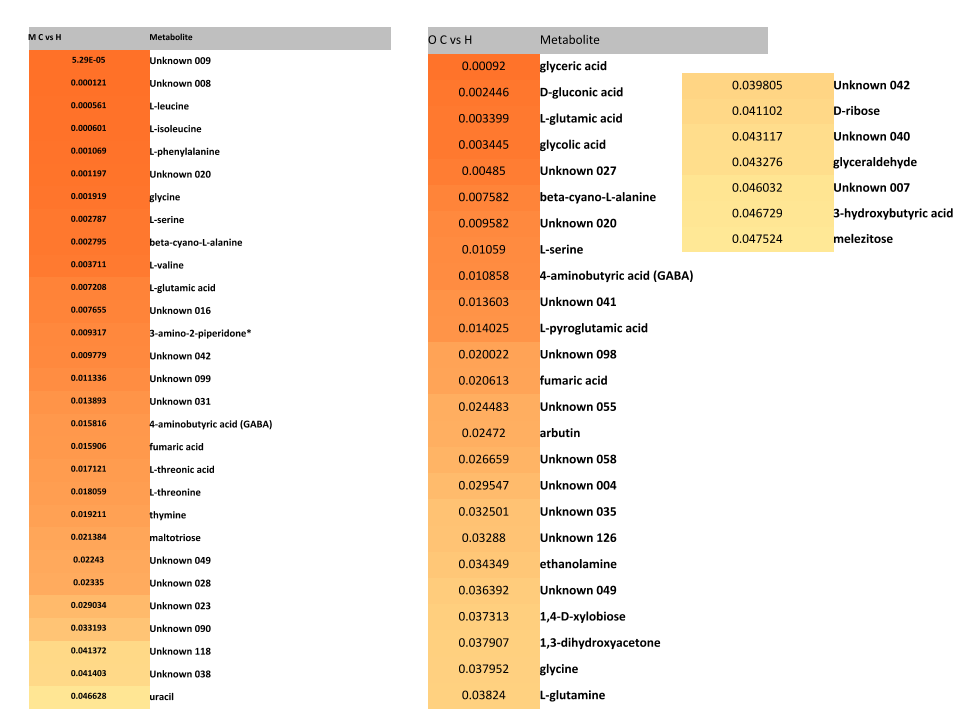 M C vs H Metabolite
5.29E-05 Unknown 009
0.000121 Unknown 008
0.000561 L-leucine
0.000601 L-isoleucine
0.001069 L-phenylalanine
0.001197 Unknown 020
0.001919 glycine
0.002787 L-serine
0.002795 beta-cyano-L-alanine
0.003711 L-valine
0.007208 L-glutamic acid
0.007655 Unknown 016
0.009317 3-amino-2-piperidone*
0.009779 Unknown 042
0.011336 Unknown 099
0.013893 Unknown 031
0.015816 4-aminobutyric acid (GABA)
0.015906 fumaric acid
0.017121 L-threonic acid
0.018059 L-threonine
0.019211 thymine
0.021384 maltotriose
0.02243 Unknown 049
0.02335 Unknown 028
0.029034 Unknown 023
0.033193 Unknown 090
0.041372 Unknown 118
0.041403 Unknown 038
0.046628 uracil
O C vs H Metabolite
0.00092 glyceric acid
0.002446 D-gluconic acid
0.003399 L-glutamic acid
0.003445 glycolic acid
0.00485 Unknown 027
0.007582 beta-cyano-L-alanine
0.009582 Unknown 020
0.01059 L-serine
0.010858 4-aminobutyric acid (GABA)
0.013603 Unknown 041
0.014025 L-pyroglutamic acid
0.020022 Unknown 098
0.020613 fumaric acid
0.024483 Unknown 055
0.02472 arbutin
0.026659 Unknown 058
0.029547 Unknown 004
0.032501 Unknown 035
0.03288 Unknown 126
0.034349 ethanolamine
0.036392 Unknown 049
0.037313 1,4-D-xylobiose
0.037907 1,3-dihydroxyacetone
0.037952 glycine
0.03824 L-glutamine
0.039805 Unknown 042
0.041102 D-ribose
0.043117 Unknown 040
0.043276 glyceraldehyde
0.046032 Unknown 007
0.046729 3-hydroxybutyric acid
0.047524 melezitose